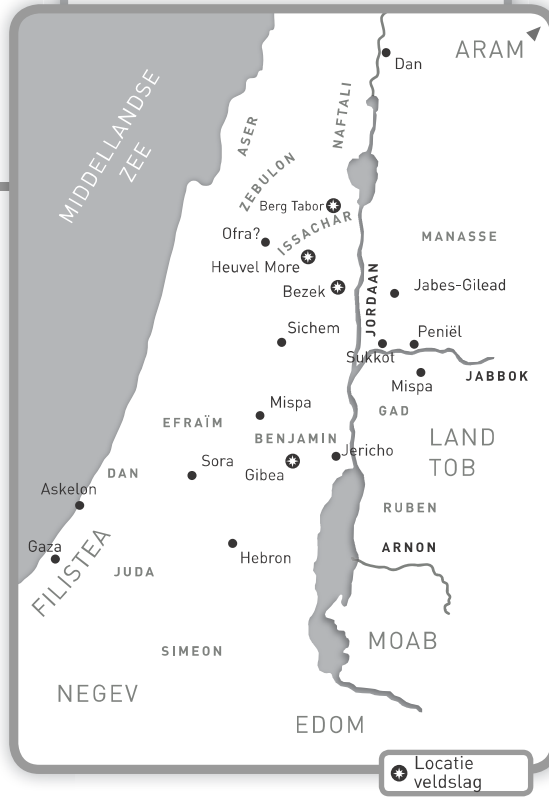 ARAM
Dan
MIDDELLANDSE
ZEE
ASER
NAFTALI
ZEBULON
Berg Tabor
ISSACHAR
Ofra?
MANASSE
Heuvel More
Bezek
JORDAAN
Jabes-Gilead
Sichem
Peniël
Sukkot
JABBOK
Mispa
Mispa
GAD
EFRAÏM
BENJAMIN
LAND
TOB
Jericho
Sora
Gibea
DAN
Askelon
RUBEN
Gaza
FILISTEA
Hebron
ARNON
JUDA
MOAB
SIMEON
NEGEV
EDOM
Locatie
veldslag